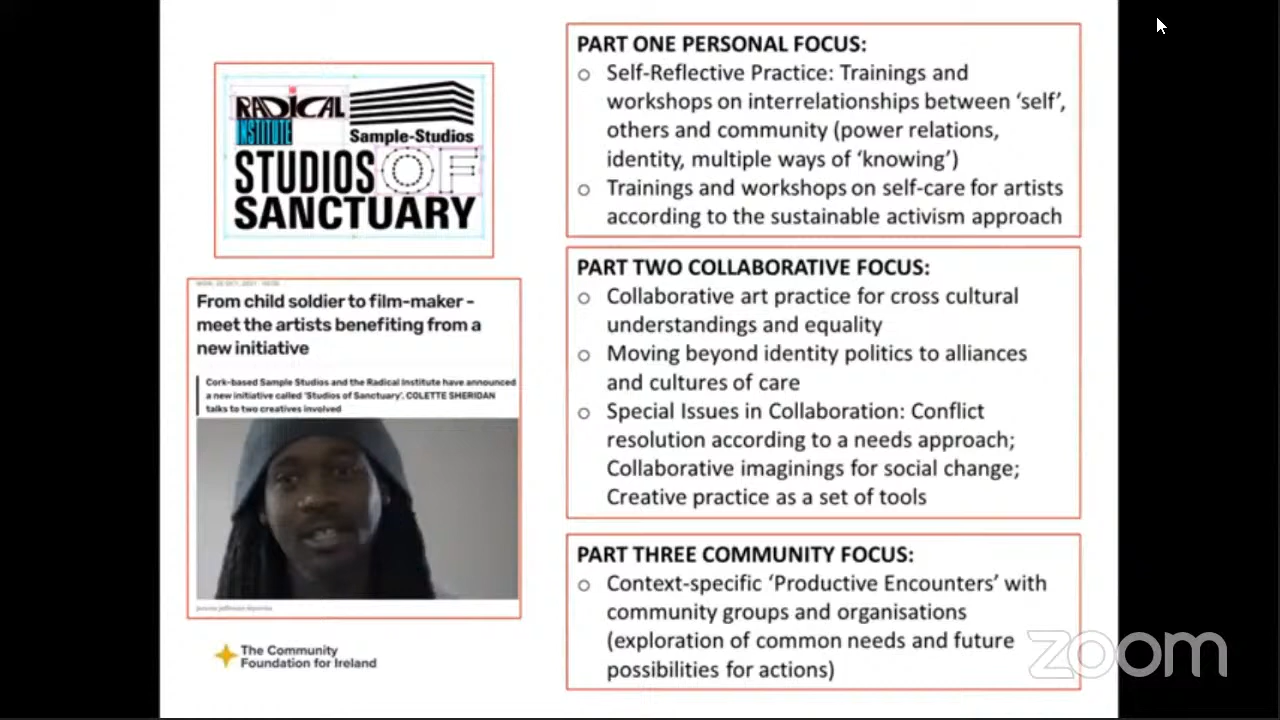 RADICAL
INSTITUTE
Sample-Studios
STUDIOS OF
SANCTUARY
From child soldier to film-maker -
meet the artists benefiting from a
new initiative
Cork-based Sample Studios and the Radical Institute have announced
a new initiative called 'Studios of Sanctuary'. COLETTE SHERIDAN
talks to two creatives involved
The Community
Foundation for Ireland
PART ONE PERSONAL FOCUS:
o Self-Reflective Practice: Trainings and
workshops on interrelationships between ‘self’,
others and community (power relations,
identity, multiple ways of ‘knowing’)
o Trainings and workshops on self-care for artists
according to the sustainable activism approach
PART TWO COLLABORATIVE FOCUS:
o Collaborative art practice for cross cultural
understandings and equality
o Moving beyond identity politics to alliances
and cultures of care
o Special Issues in Collaboration: Conflict
resolution according to a needs approach;
Collaborative imaginings for social change;
Creative practice as a set of tools
PART THREE COMMUNITY FOCUS:
o Context-specific ‘Productive Encounters’ with
community groups and organisations
(exploration of common needs and future
possibilities for actions)
zoom